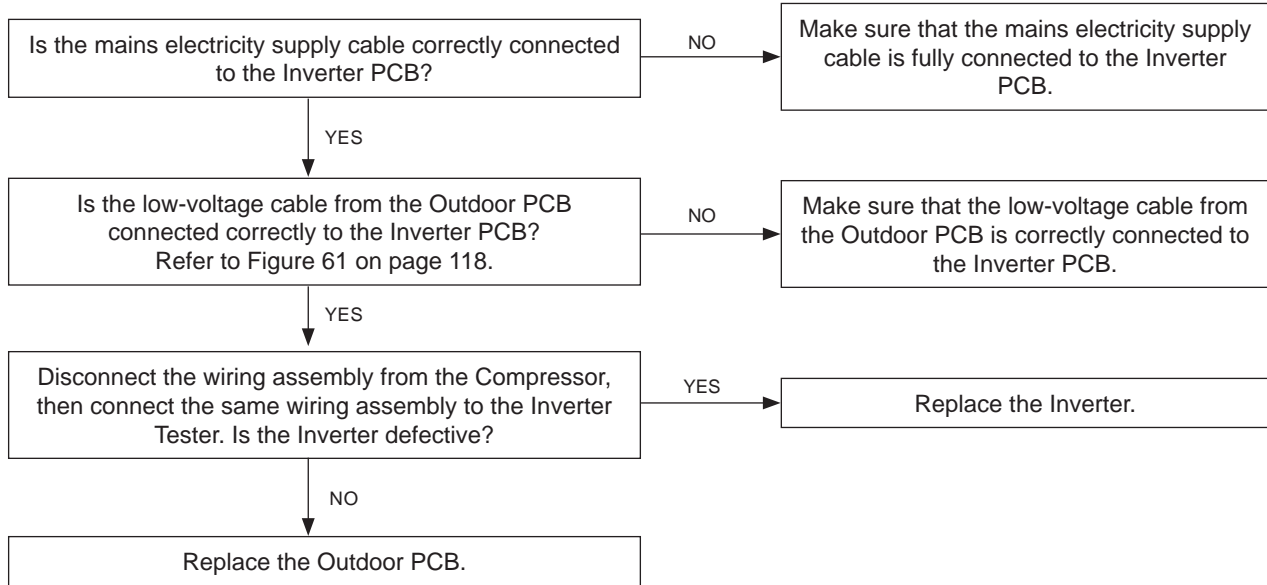 Is the mains electricity supply cable correctly connected
to the Inverter PCB?
NO
Make sure that the mains electricity supply
cable is fully connected to the Inverter
PCB.
YES
Is the low-voltage cable from the Outdoor PCB
connected correctly to the Inverter PCB?
Refer to Figure 61 on page 118.
NO
Make sure that the low-voltage cable from
the Outdoor PCB is correctly connected to
the Inverter PCB.
YES
Disconnect the wiring assembly from the Compressor,
then connect the same wiring assembly to the Inverter
Tester. Is the Inverter defective?
YES
Replace the Inverter.
NO
Replace the Outdoor PCB.